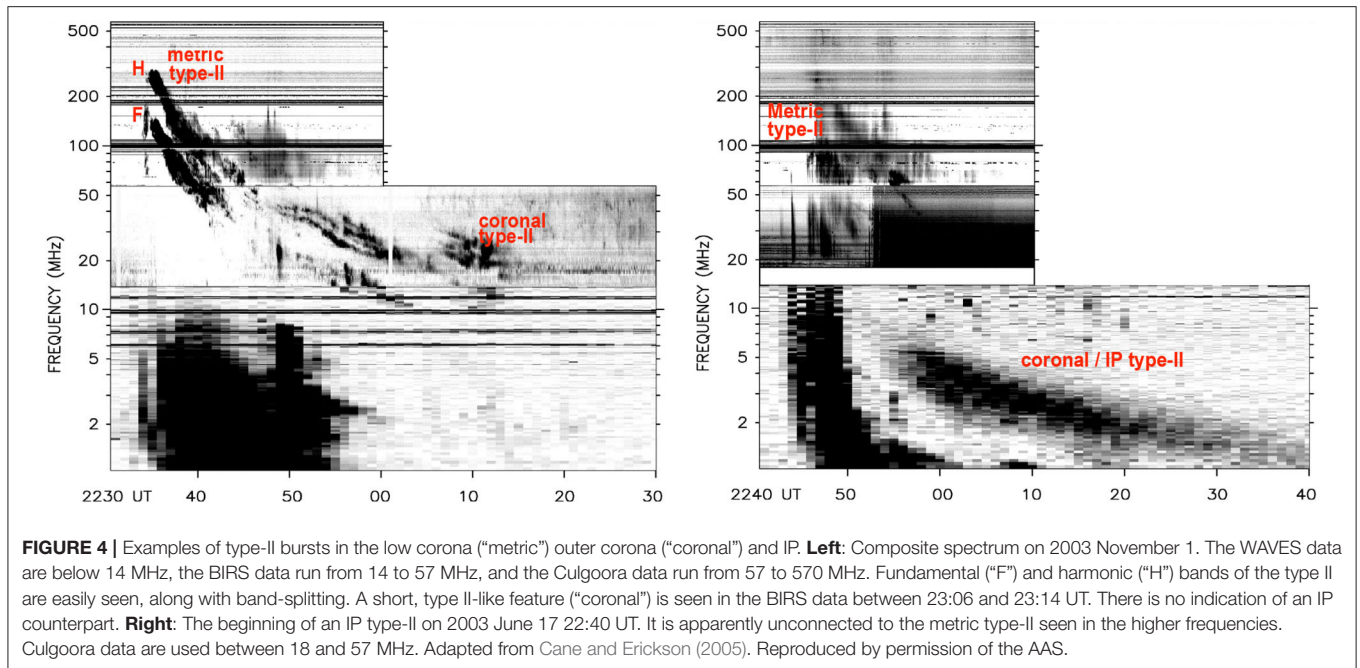 500
200
100
50
20
10
5
2
FREQUENCY (MHz)
FREQUENCY (MHz)
H
metric
type-II
F
coronal
type-II
2230 UT 40 50 00 10 20 30
500
200
100
50
20
10
5
2
FREQUENCY (MHz)
FREQUENCY (MHz)
Metric
type-II
coronal / IP type-II
2240 UT 50 00 10 20 30 40
FIGURE 4 | Examples of type-II bursts in the low corona (“metric”) outer corona (“coronal”) and IP. Left: Composite spectrum on 2003 November 1. The WAVES data
are below 14 MHz, the BIRS data run from 14 to 57 MHz, and the Culgoora data run from 57 to 570 MHz. Fundamental (“F”) and harmonic (“H”) bands of the type II
are easily seen, along with band-splitting. A short, type II-like feature (“coronal”) is seen in the BIRS data between 23:06 and 23:14 UT. There is no indication of an IP
counterpart. Right: The beginning of an IP type-II on 2003 June 17 22:40 UT. It is apparently unconnected to the metric type-II seen in the higher frequencies.
Culgoora data are used between 18 and 57 MHz. Adapted from Cane and Erickson (2005). Reproduced by permission of the AAS.